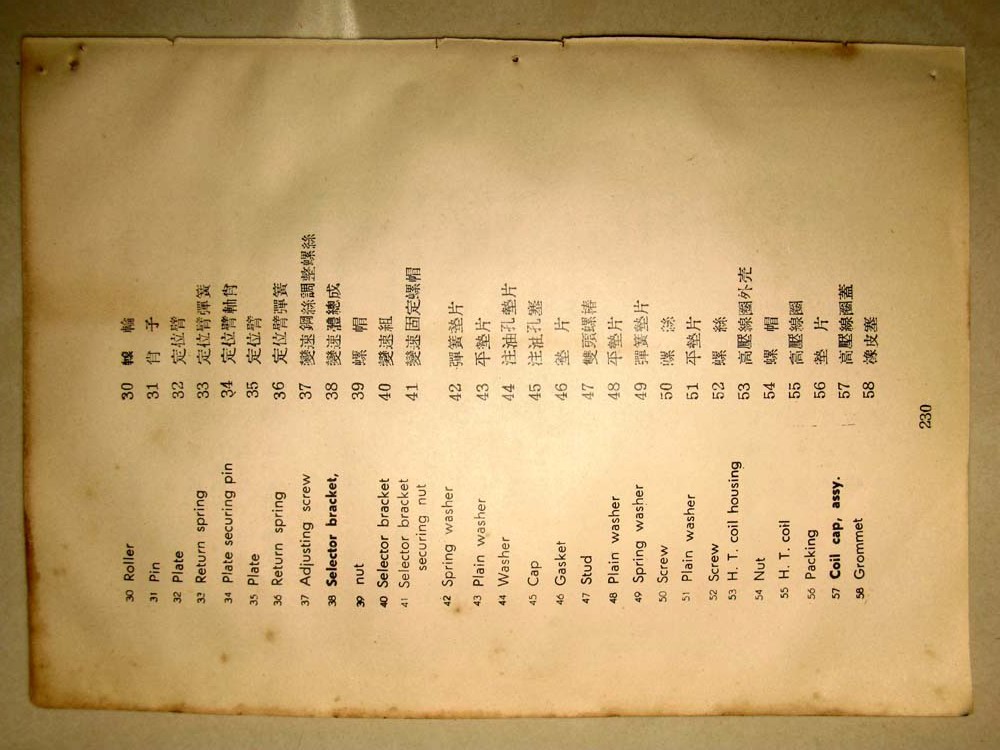 30 Roller
31 Pin
32 Plate
33 Return spring
34 Plate securing pin
35 Plate
36 Return spring
37 Adjusting screw
38 Selector bracket,
39 nut
40 Selector bracket
41 Selector bracket
securing nut
42 Spring washer
43 Plain washer
44 Washer
45 Cap
46 Gasket
47 Stud
48 Plain washer
49 Spring washer
50 Screw
51 Plain washer
52 Screw
53 H. T. coil housing
54 Nut
55 H. T. coil
56 Packing
57 Coil cap, assy.
58 Grommet
30 輪
31 肖 子
32 定位臂
33 定位臂彈簧
34 定位臂軸肖
35 定位臂
36 定位臂彈簧
37 變速鋼絲調整螺絲
38 變速體總成
39 螺 帽
40 變速組
41 變速固定螺帽
42 彈簧墊片
43 平墊片
44 注油孔墊片
45 注油孔塞
46 墊 片
47 雙頭螺樁
48 平墊片
49 彈簧墊片
50 螺 絲
51 平墊片
52 螺 絲
53 高壓線圈外壳
54 螺 帽
55 高壓線圈
56 墊 片
57 高壓線圈蓋
58 橡皮塞
230